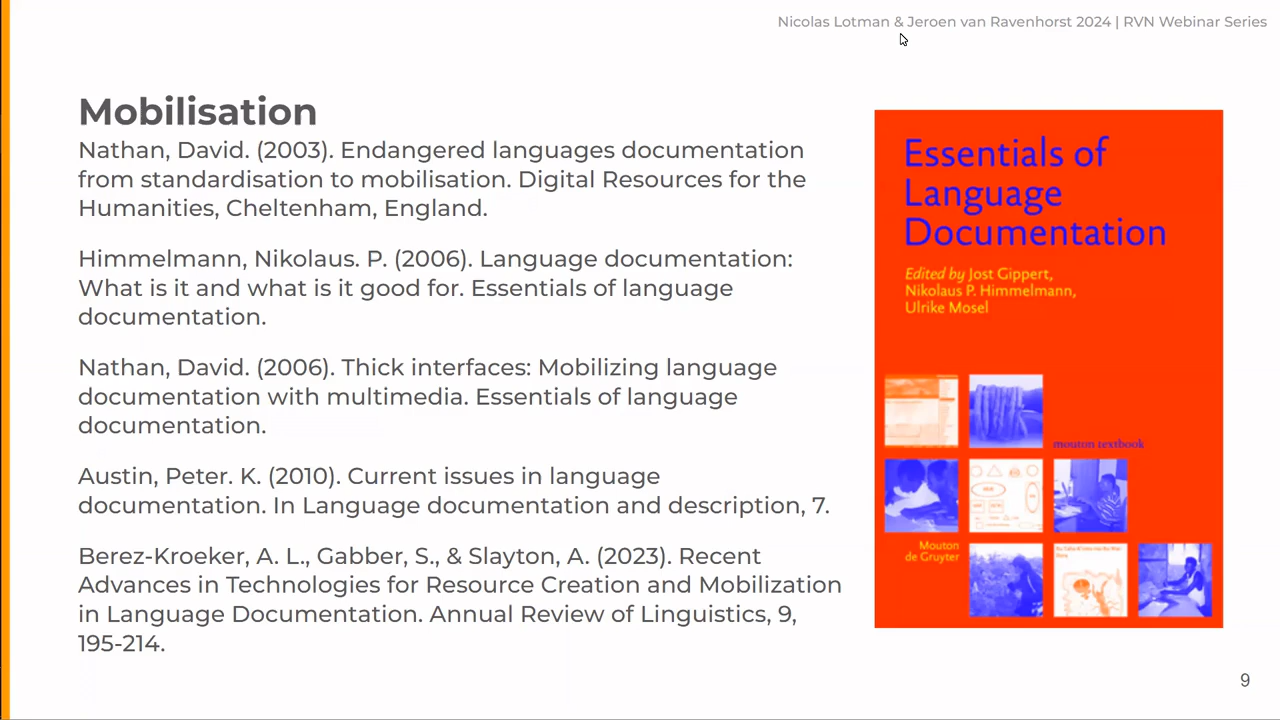 Nicolas Lotman & Jeroen van Ravenhorst 2024 | RVN Webinar Series
Mobilisation
Nathan, David. (2003). Endangered languages documentation
from standardisation to mobilisation. Digital Resources for the
Humanities, Cheltenham, England.
Himmelmann, Nikolaus. P. (2006). Language documentation:
What is it and what is it good for. Essentials of language
documentation.
Nathan, David. (2006). Thick interfaces: Mobilizing language
documentation with multimedia. Essentials of language
documentation.
Austin, Peter. K. (2010). Current issues in language
documentation. In Language documentation and description, 7.
Berez-Kroeker, A. L., Gabber, S., & Slayton, A. (2023). Recent
Advances in Technologies for Resource Creation and Mobilization
in Language Documentation. Annual Review of Linguistics, 9,
195-214.
Essentials of
Language
Documentation
Edited by Jost Gippert,
Nikolaus P. Himmelmann,
Ulrike Mosel
mouton textbook
Mouton
de Gruyter
9